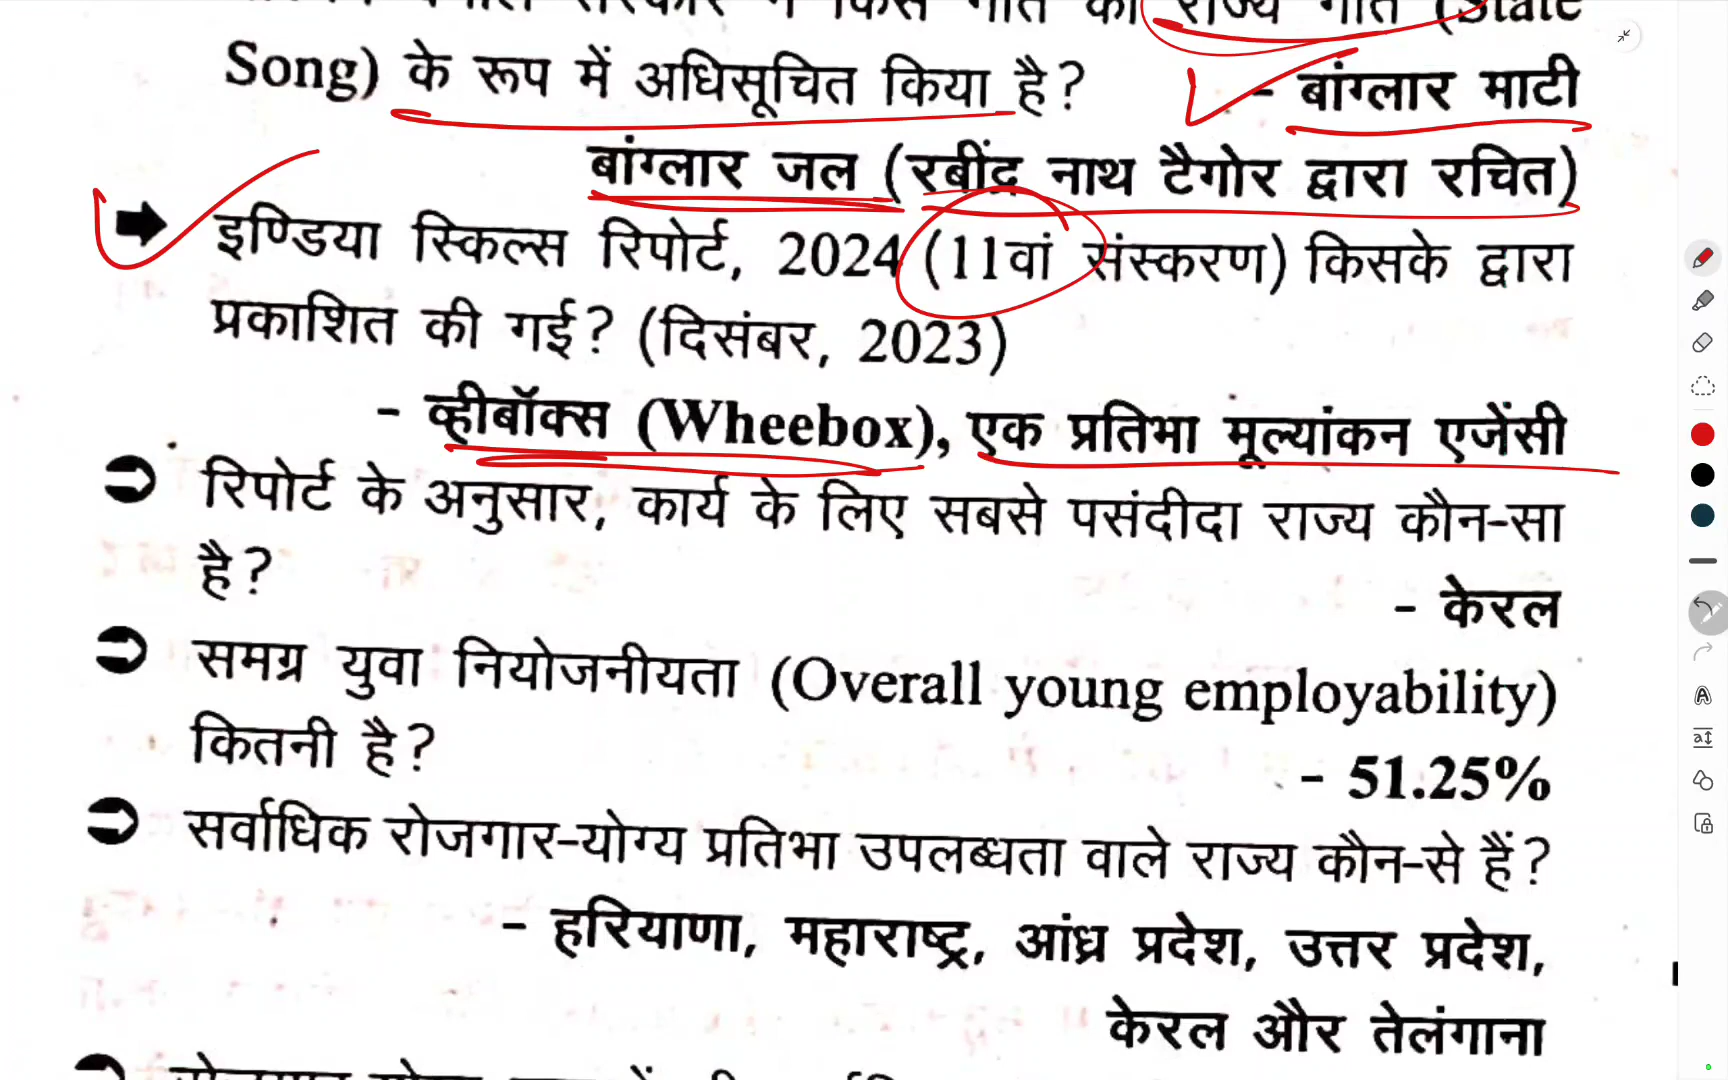 राज्य गीत (State
Song) के रूप में अधिसूचित किया है? - बांग्लार माटी
बांग्लार जल (रबींद्र नाथ टैगोर द्वारा रचित)
इण्डिया स्किल्स रिपोर्ट, 2024 (11वां संस्करण) किसके द्वारा
प्रकाशित की गई? (दिसंबर, 2023)
- व्हीबॉक्स (Wheebox), एक प्रतिभा मूल्यांकन एजेंसी
रिपोर्ट के अनुसार, कार्य के लिए सबसे पसंदीदा राज्य कौन-सा
है?
- केरल
समग्र युवा नियोजनीयता (Overall young employability)
कितनी है?
- 51.25%
सर्वाधिक रोजगार-योग्य प्रतिभा उपलब्धता वाले राज्य कौन-से हैं?
- हरियाणा, महाराष्ट्र, आंध्र प्रदेश, उत्तर प्रदेश,
केरल और तेलंगाना